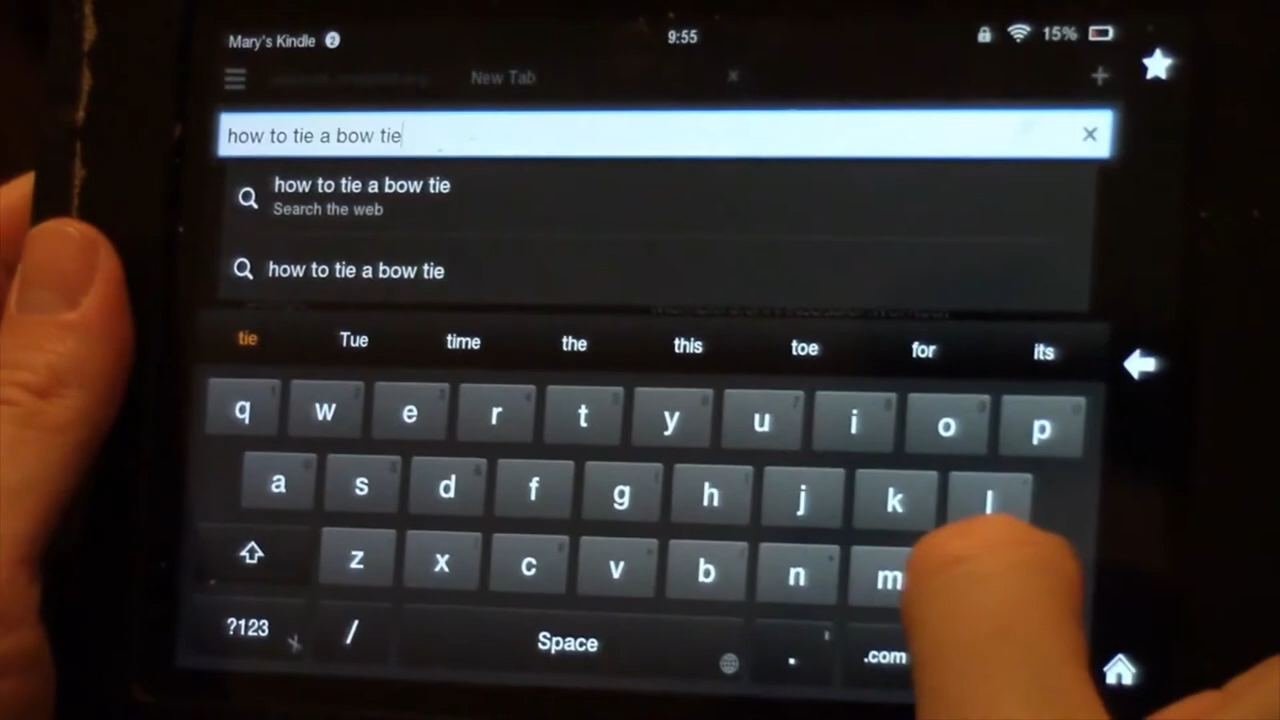 Mary's Kindle 2 9:55 15%
New Tab
how to tie a bow tie
how to tie a bow tie
Search the web
how to tie a bow tie
tie Tue time the this toe for its
q w e r t y u i o p
a s d f g h j k l
z x c v b n m
?123 / Space . .com